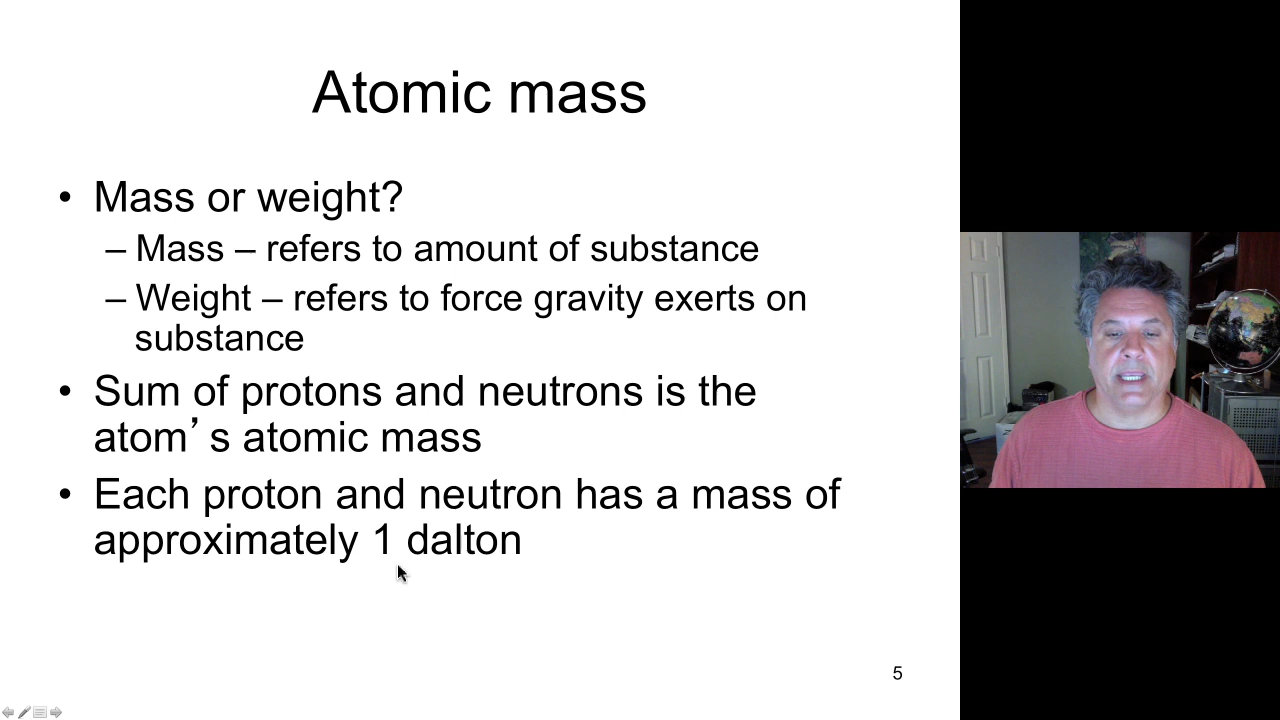 Atomic mass
• Mass or weight?
– Mass – refers to amount of substance
– Weight – refers to force gravity exerts on
substance
• Sum of protons and neutrons is the
atom’s atomic mass
• Each proton and neutron has a mass of
approximately 1 dalton
5